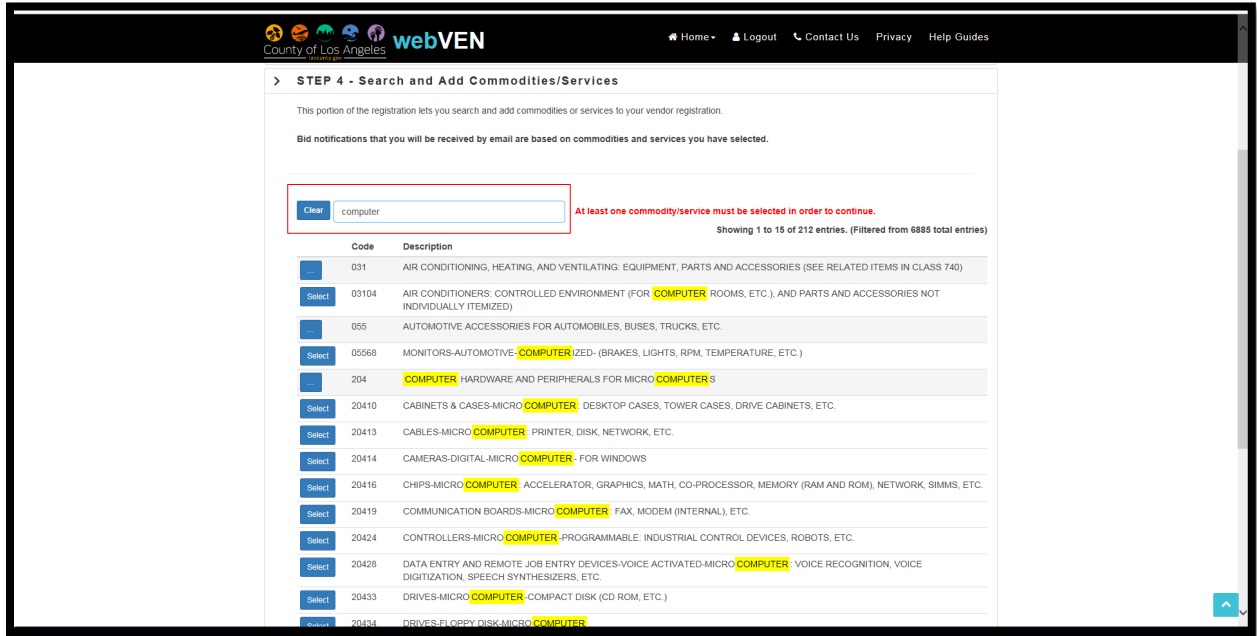 County of Los Angeles
lacounty.gov
webVEN
Home
Logout
Contact Us
Privacy
Help Guides
STEP 4 - Search and Add Commodities/Services
This portion of the registration lets you search and add commodities or services to your vendor registration.
Bid notifications that you will be received by email are based on commodities and services you have selected.
Clear
computer
At least one commodity/service must be selected in order to continue.
Showing 1 to 15 of 212 entries. (Filtered from 6885 total entries)
Code Description
... 031 AIR CONDITIONING, HEATING, AND VENTILATING: EQUIPMENT, PARTS AND ACCESSORIES (SEE RELATED ITEMS IN CLASS 740)
Select 03104 AIR CONDITIONERS: CONTROLLED ENVIRONMENT (FOR COMPUTER ROOMS, ETC.), AND PARTS AND ACCESSORIES NOT
INDIVIDUALLY ITEMIZED)
... 055 AUTOMOTIVE ACCESSORIES FOR AUTOMOBILES, BUSES, TRUCKS, ETC.
Select 05568 MONITORS-AUTOMOTIVE-COMPUTERIZED- (BRAKES, LIGHTS, RPM, TEMPERATURE, ETC.)
... 204 COMPUTER HARDWARE AND PERIPHERALS FOR MICROCOMPUTERS
Select 20410 CABINETS & CASES-MICROCOMPUTER: DESKTOP CASES, TOWER CASES, DRIVE CABINETS, ETC.
Select 20413 CABLES-MICROCOMPUTER: PRINTER, DISK, NETWORK, ETC.
Select 20414 CAMERAS-DIGITAL-MICROCOMPUTER- FOR WINDOWS
Select 20416 CHIPS-MICROCOMPUTER: ACCELERATOR, GRAPHICS, MATH, CO-PROCESSOR, MEMORY (RAM AND ROM), NETWORK, SIMMS, ETC.
Select 20419 COMMUNICATION BOARDS-MICROCOMPUTER: FAX, MODEM (INTERNAL), ETC.
Select 20424 CONTROLLERS-MICROCOMPUTER-PROGRAMMABLE: INDUSTRIAL CONTROL DEVICES, ROBOTS, ETC.
Select 20428 DATA ENTRY AND REMOTE JOB ENTRY DEVICES-VOICE ACTIVATED-MICROCOMPUTER: VOICE RECOGNITION, VOICE
DIGITIZATION, SPEECH SYNTHESIZERS, ETC.
Select 20433 DRIVES-MICROCOMPUTER-COMPACT DISK (CD ROM, ETC.)
Select 20434 DRIVES-FLOPPY DISK-MICROCOMPUTER